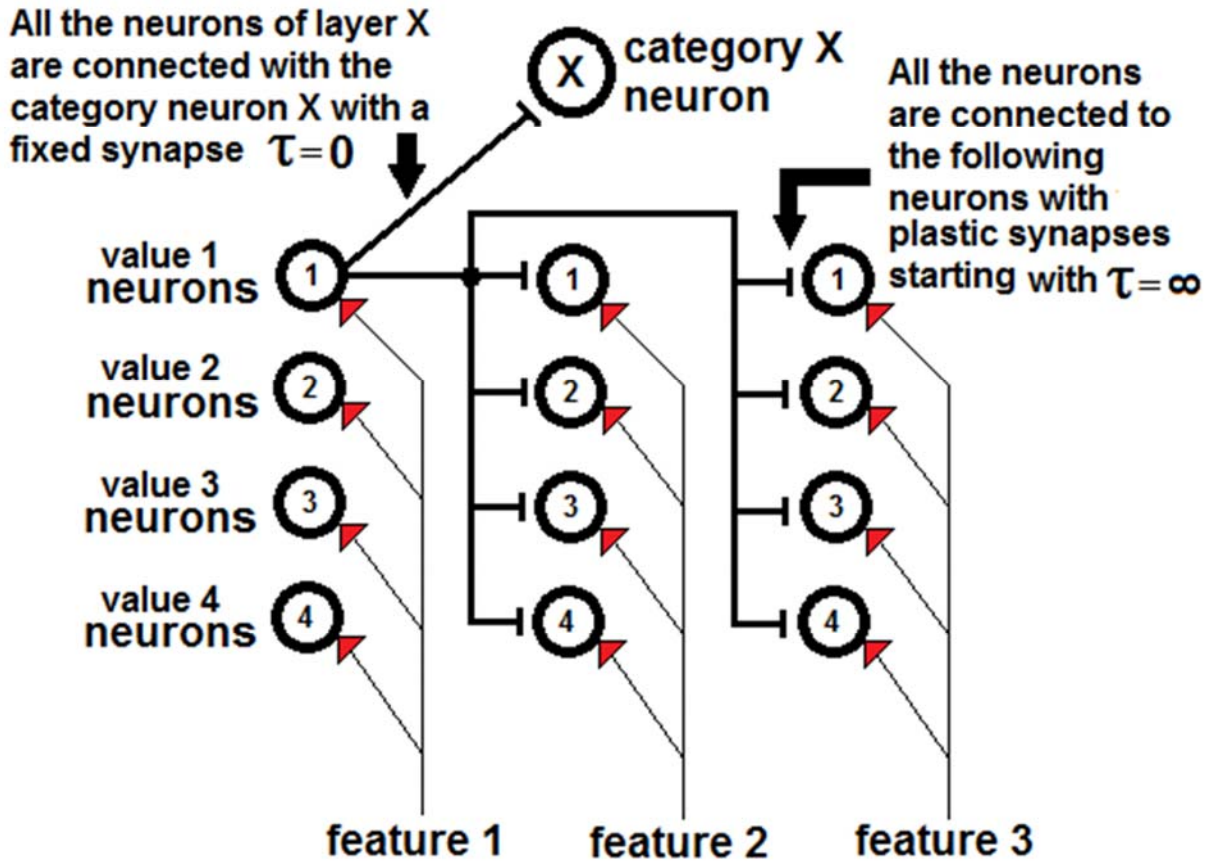 All the neurons of layer X
are connected with the
category neuron X with a
fixed synapse τ=0
X
category X
neuron
All the neurons
are connected to
the following
neurons with
plastic synapses
starting with τ=∞
value 1
neurons
1
1
1
value 2
neurons
2
2
2
value 3
neurons
3
3
3
value 4
neurons
4
4
4
feature 1
feature 2
feature 3